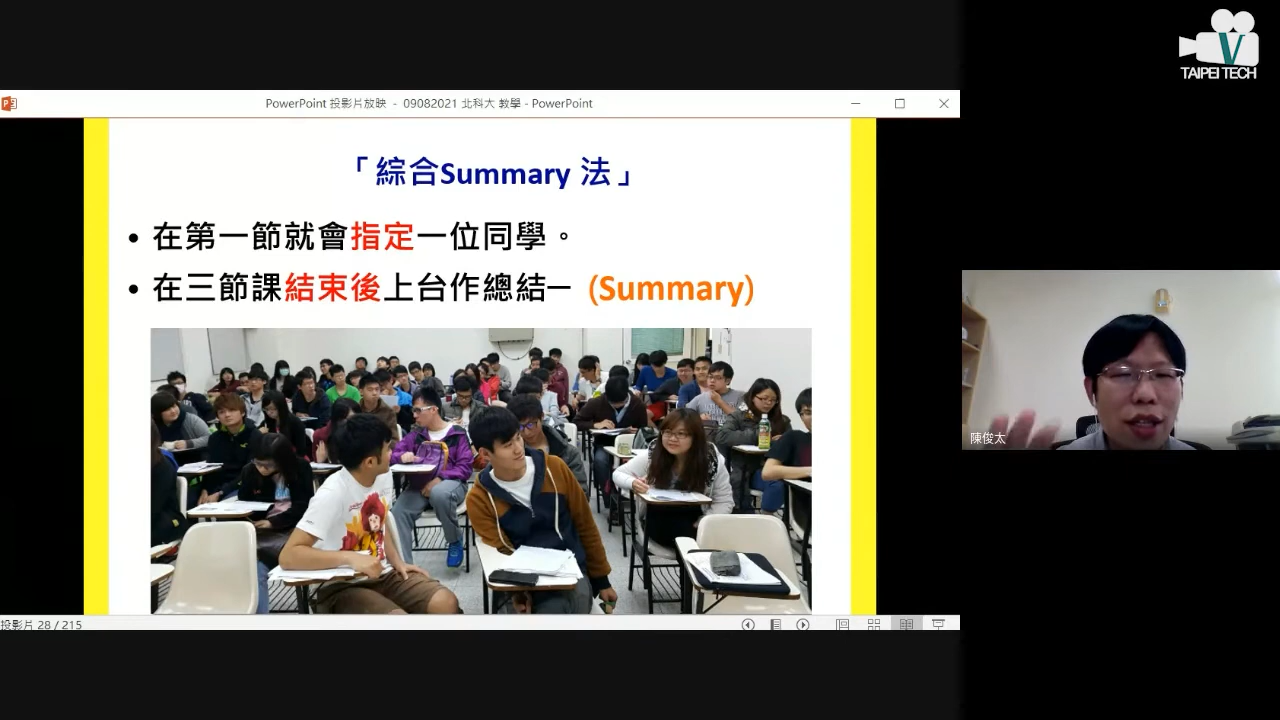 V
TAIPEI TECH
PowerPoint 投影片放映 - 09082021 北科大 教學 - PowerPoint
「綜合Summary 法」
• 在第一節就會指定一位同學。
• 在三節課結束後上台作總結─ (Summary)
陳俊太
投影片 28 / 215